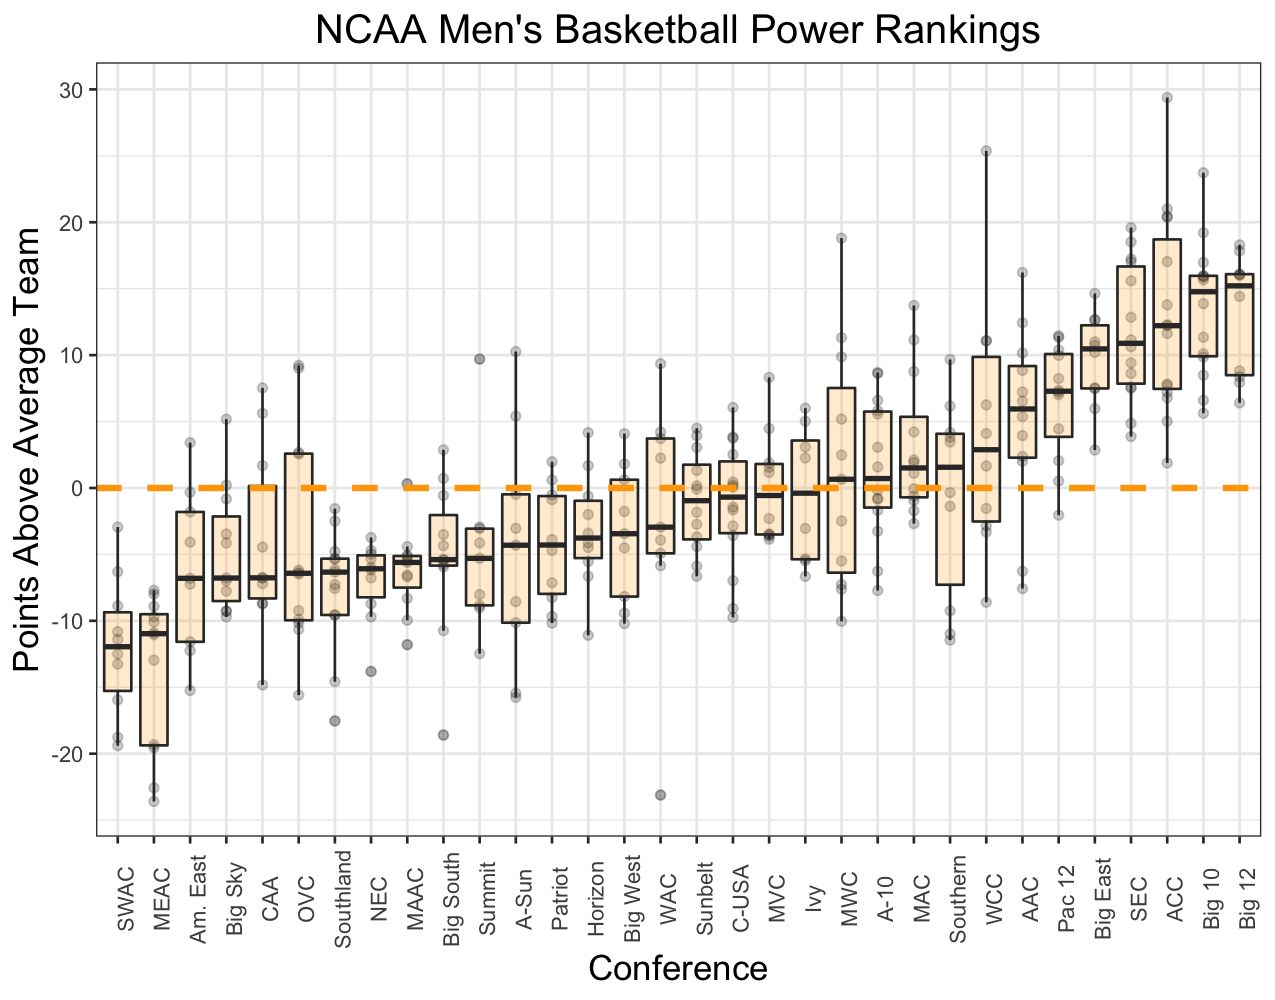 NCAA Men's Basketball Power Rankings
Points Above Average Team
30
20
10
0
-10
-20
SWAC
MEAC
Am. East
Big Sky
CAA
OVC
Southland
NEC
MAAC
Big South
Summit
A-Sun
Patriot
Horizon
Big West
WAC
Sunbelt
C-USA
MVC
Ivy
MWC
A-10
MAC
Southern
WCC
AAC
Pac 12
Big East
SEC
ACC
Big 10
Big 12
Conference